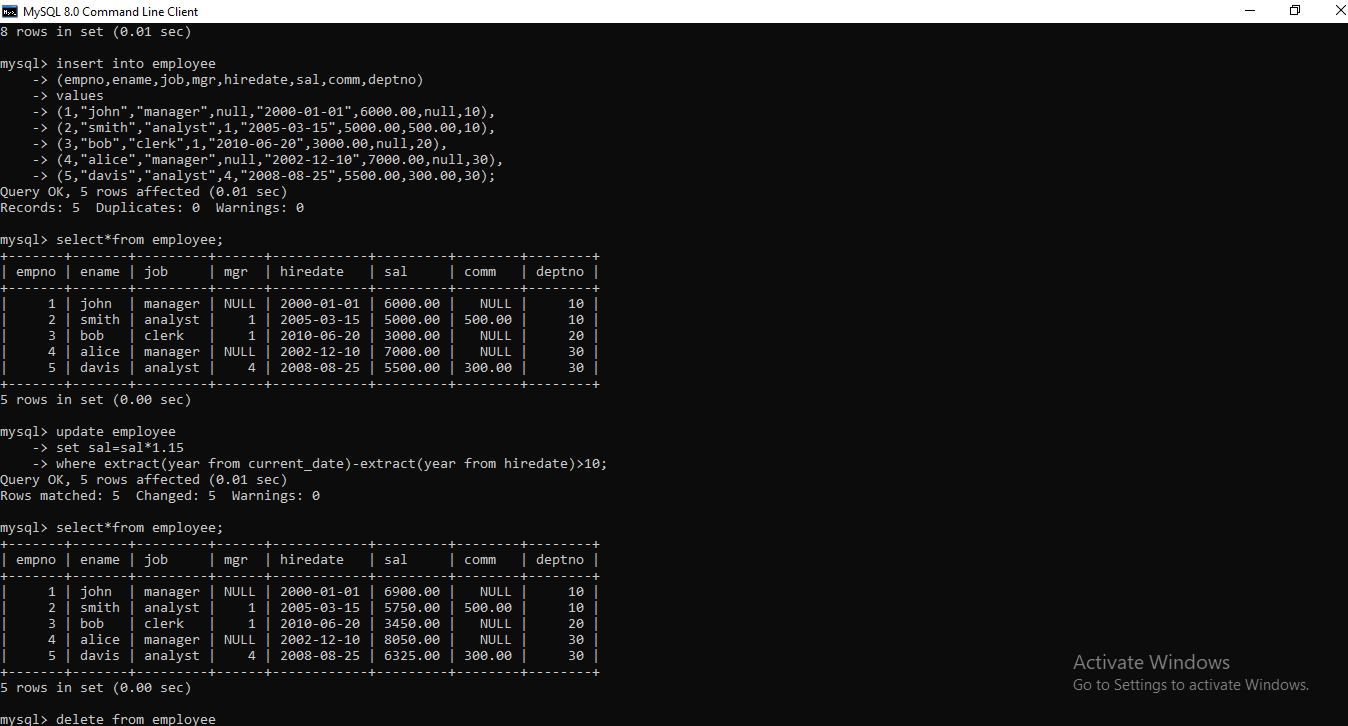 MySQL 8.0 Command Line Client
8 rows in set (0.01 sec)
mysql> insert into employee
    -> (empno,ename,job,mgr,hiredate,sal,comm,deptno)
    -> values
    -> (1,"john","manager",null,"2000-01-01",6000.00,null,10),
    -> (2,"smith","analyst",1,"2005-03-15",5000.00,500.00,10),
    -> (3,"bob","clerk",1,"2010-06-20",3000.00,null,20),
    -> (4,"alice","manager",null,"2002-12-10",7000.00,null,30),
    -> (5,"davis","analyst",4,"2008-08-25",5500.00,300.00,30);
Query OK, 5 rows affected (0.01 sec)
Records: 5  Duplicates: 0  Warnings: 0
mysql> select*from employee;
+-------+-------+---------+------+------------+---------+--------+--------+
| empno | ename | job     | mgr  | hiredate   | sal     | comm   | deptno |
+-------+-------+---------+------+------------+---------+--------+--------+
|     1 | john  | manager | NULL | 2000-01-01 | 6000.00 |   NULL |     10 |
|     2 | smith | analyst |    1 | 2005-03-15 | 5000.00 | 500.00 |     10 |
|     3 | bob   | clerk   |    1 | 2010-06-20 | 3000.00 |   NULL |     20 |
|     4 | alice | manager | NULL | 2002-12-10 | 7000.00 |   NULL |     30 |
|     5 | davis | analyst |    4 | 2008-08-25 | 5500.00 | 300.00 |     30 |
+-------+-------+---------+------+------------+---------+--------+--------+
5 rows in set (0.00 sec)
mysql> update employee
    -> set sal=sal*1.15
    -> where extract(year from current_date)-extract(year from hiredate)>10;
Query OK, 5 rows affected (0.01 sec)
Rows matched: 5  Changed: 5  Warnings: 0
mysql> select*from employee;
+-------+-------+---------+------+------------+---------+--------+--------+
| empno | ename | job     | mgr  | hiredate   | sal     | comm   | deptno |
+-------+-------+---------+------+------------+---------+--------+--------+
|     1 | john  | manager | NULL | 2000-01-01 | 6900.00 |   NULL |     10 |
|     2 | smith | analyst |    1 | 2005-03-15 | 5750.00 | 500.00 |     10 |
|     3 | bob   | clerk   |    1 | 2010-06-20 | 3450.00 |   NULL |     20 |
|     4 | alice | manager | NULL | 2002-12-10 | 8050.00 |   NULL |     30 |
|     5 | davis | analyst |    4 | 2008-08-25 | 6325.00 | 300.00 |     30 |
+-------+-------+---------+------+------------+---------+--------+--------+
5 rows in set (0.00 sec)
mysql> delete from employee
Activate Windows
Go to Settings to activate Windows.